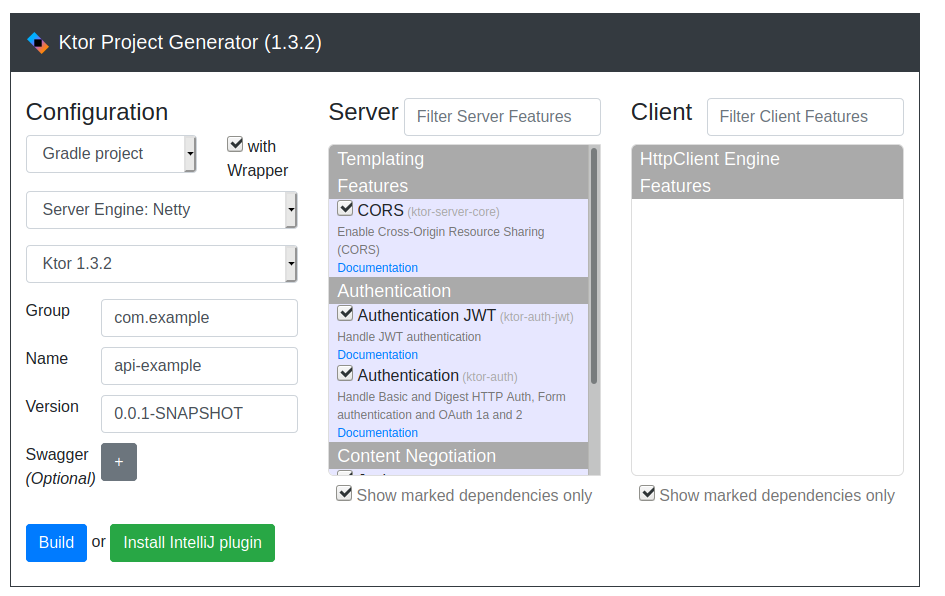 Ktor Project Generator (1.3.2)
Configuration
Gradle project
with
Wrapper
Server Engine: Netty
Ktor 1.3.2
Group
com.example
Name
api-example
Version
0.0.1-SNAPSHOT
Swagger
(Optional)
+
Build or Install IntelliJ plugin
Server
Filter Server Features
Templating
Features
CORS (ktor-server-core)
Enable Cross-Origin Resource Sharing
(CORS)
Documentation
Authentication
Authentication JWT (ktor-auth-jwt)
Handle JWT authentication
Documentation
Authentication (ktor-auth)
Handle Basic and Digest HTTP Auth, Form
authentication and OAuth 1a and 2
Documentation
Content Negotiation
Show marked dependencies only
Client
Filter Client Features
HttpClient Engine
Features
Show marked dependencies only